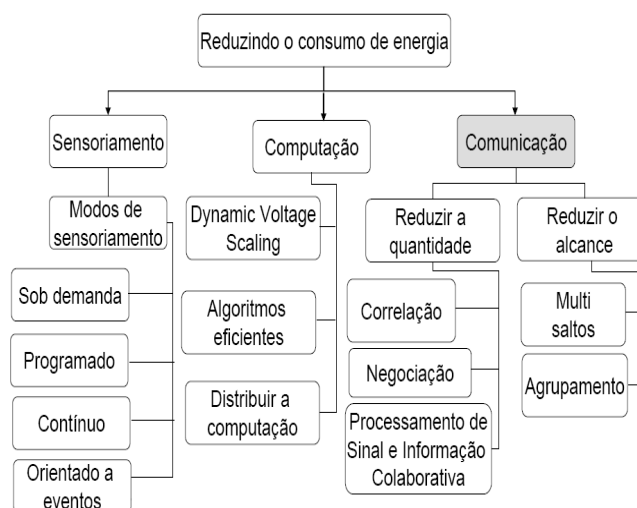 Reduzindo o consumo de energia
Sensoriamento
Computação
Comunicação
Modos de
sensoriamento
Sob demanda
Programado
Contínuo
Orientado a
eventos
Dynamic Voltage
Scaling
Algoritmos
eficientes
Distribuir a
computação
Reduzir a
quantidade
Correlação
Negociação
Processamento de
Sinal e Informação
Colaborativa
Reduzir o
alcance
Multi
saltos
Agrupamento